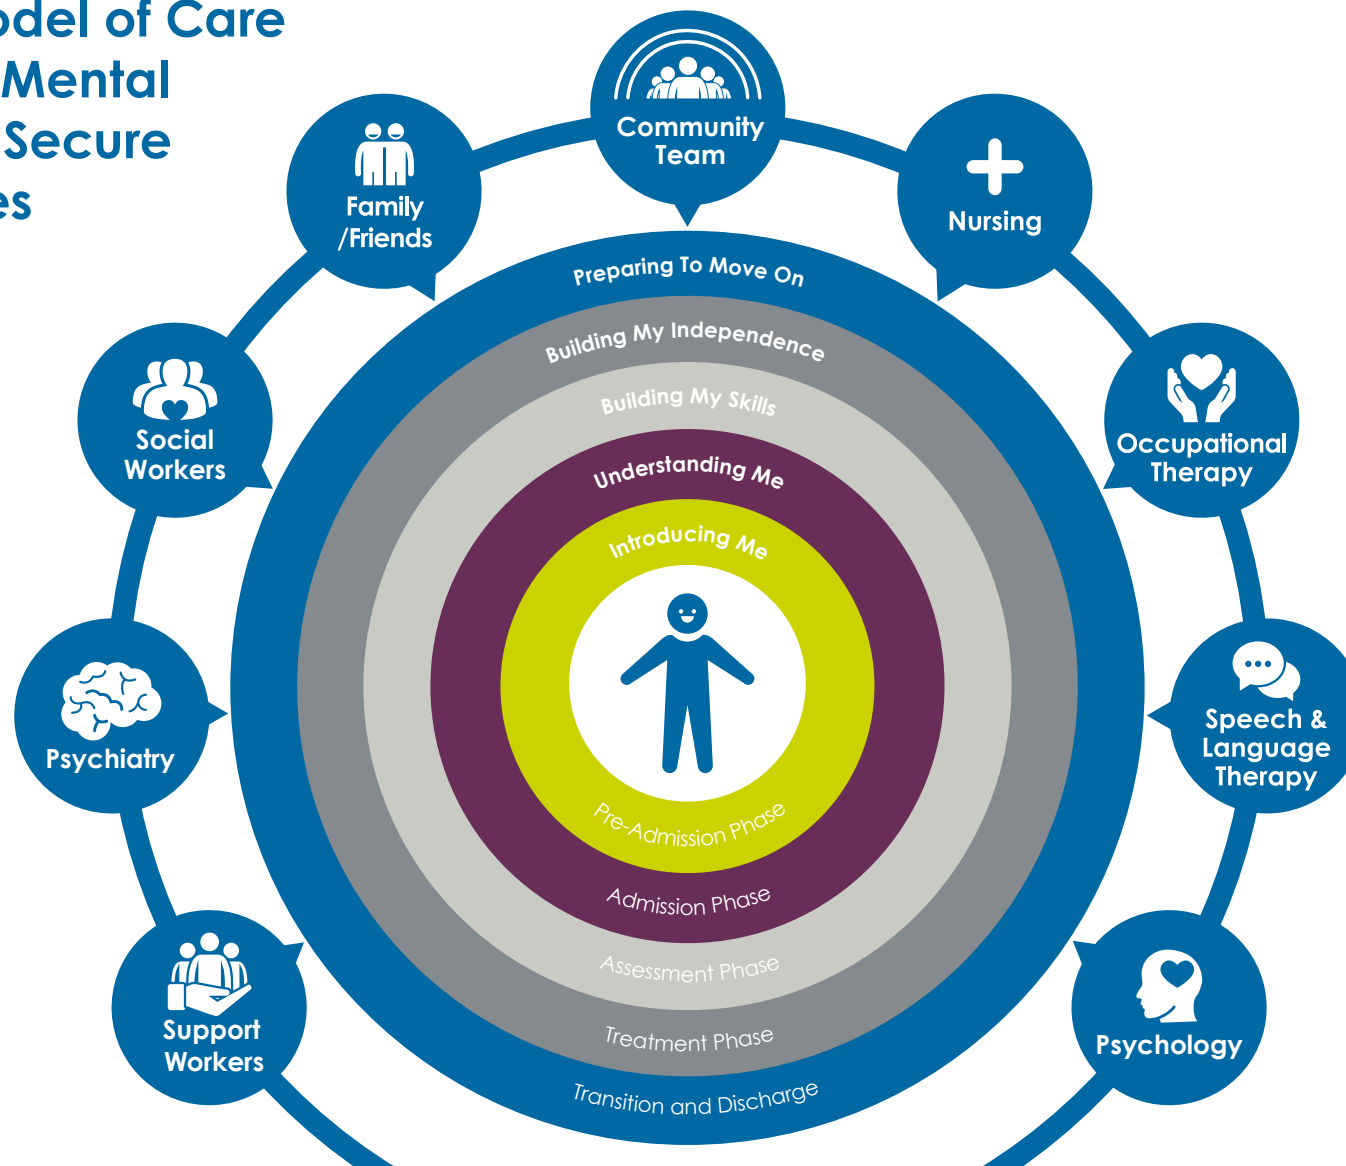 odel of Care
Mental
Secure
es
Community
Team
Family
/Friends
Nursing
Social
Workers
Occupational
Therapy
Psychiatry
Speech &
Language
Therapy
Support
Workers
Psychology
Preparing To Move On
Building My Independence
Building My Skills
Understanding Me
Introducing Me
Pre-Admission Phase
Admission Phase
Assessment Phase
Treatment Phase
Transition and Discharge